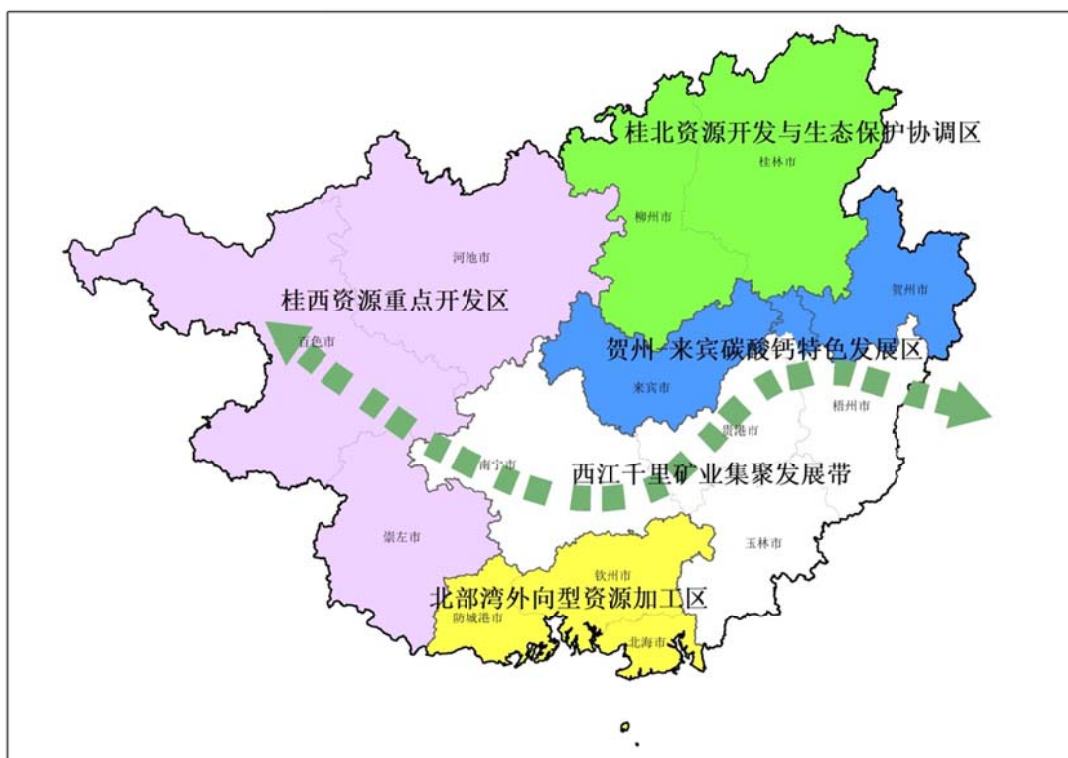 桂北资源开发与生态保护协调区
桂林市
柳州市
河池市
贺州市
桂西资源重点开发区
百色市
贺州-来宾碳酸钙特色发展区
来宾市
梧州市
贵港市
南宁市
西江千里矿业集聚发展带
崇左市
玉林市
钦州市
北部湾外向型资源加工区
防城港市
北海市